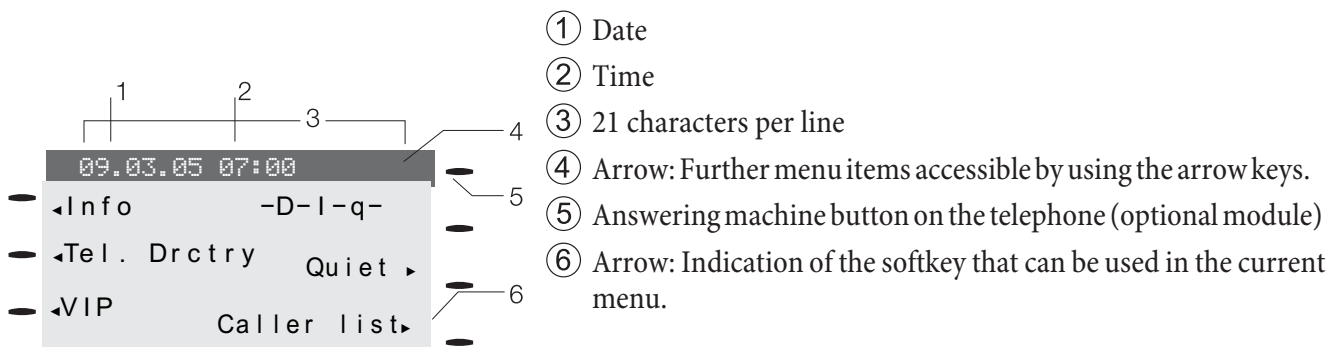 1 2
3
4
09.03.05 07:00
5
◂Info -D-I-q-
◂Tel. Drctry
Quiet ▸
6
◂VIP
Caller list▸
① Date
② Time
③ 21 characters per line
④ Arrow: Further menu items accessible by using the arrow keys.
⑤ Answering machine button on the telephone (optional module)
⑥ Arrow: Indication of the softkey that can be used in the current
menu.